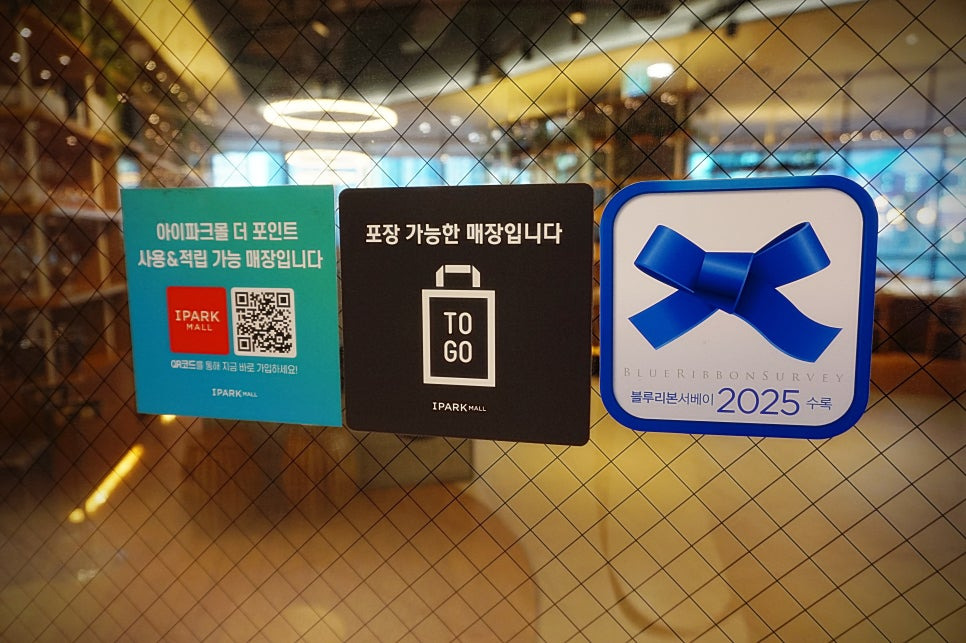 아이파크몰 더 포인트
사용&적립 가능 매장입니다
IPARK
MALL
QR코드를 통해 지금 바로 가입하세요!
IPARK MALL
포장 가능한 매장입니다
TO
GO
IPARK MALL
BLUERIBBONSURVEY
블루리본서베이 2025 수록